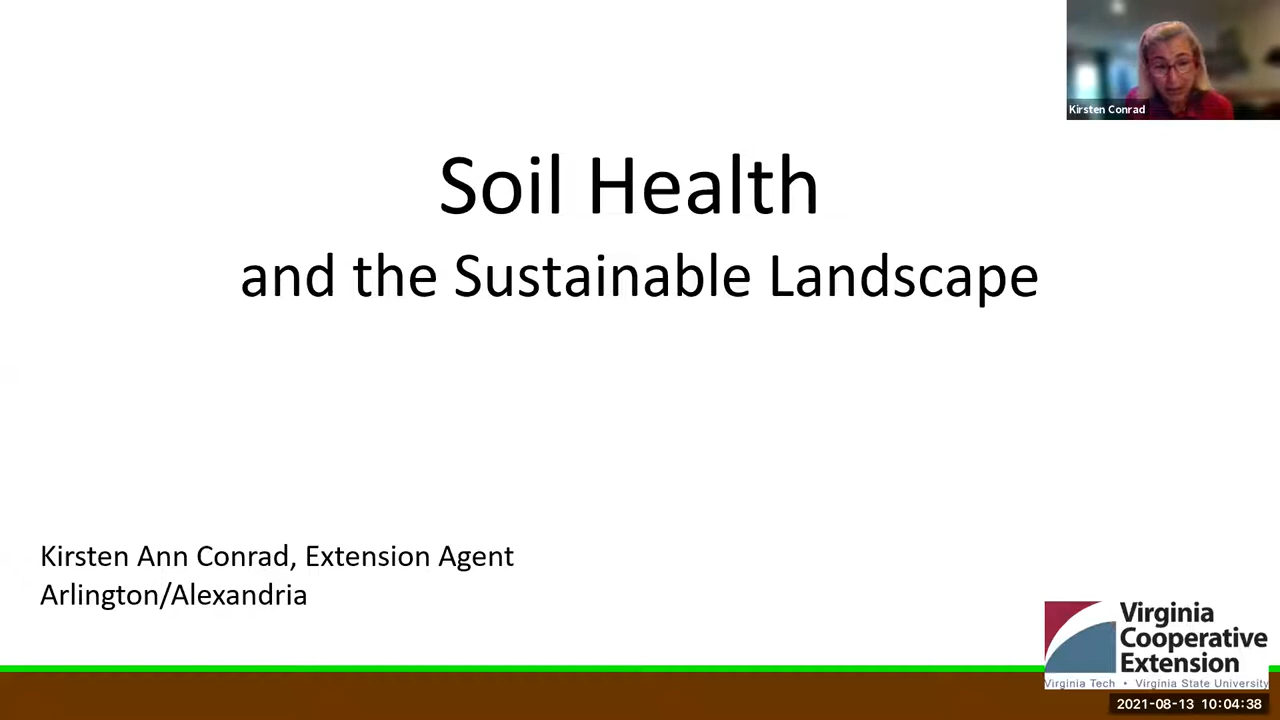 Kirsten Conrad
Soil Health
and the Sustainable Landscape
Kirsten Ann Conrad, Extension Agent
Arlington/Alexandria
Virginia
Cooperative
Extension
Virginia Tech • Virginia State University
2021-08-13 10:04:38